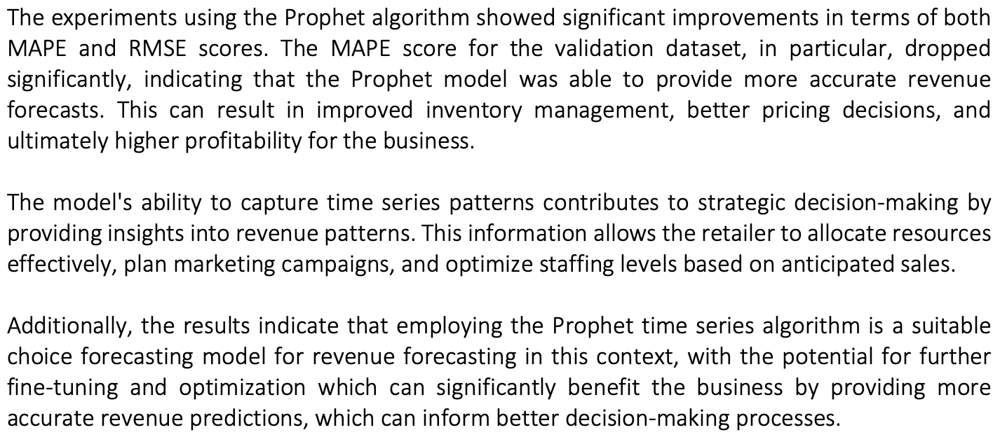 The experiments using the Prophet algorithm showed significant improvements in terms of both
MAPE and RMSE scores. The MAPE score for the validation dataset, in particular, dropped
significantly, indicating that the Prophet model was able to provide more accurate revenue
forecasts. This can result in improved inventory management, better pricing decisions, and
ultimately higher profitability for the business.
The model's ability to capture time series patterns contributes to strategic decision-making by
providing insights into revenue patterns. This information allows the retailer to allocate resources
effectively, plan marketing campaigns, and optimize staffing levels based on anticipated sales.
Additionally, the results indicate that employing the Prophet time series algorithm is a suitable
choice forecasting model for revenue forecasting in this context, with the potential for further
fine-tuning and optimization which can significantly benefit the business by providing more
accurate revenue predictions, which can inform better decision-making processes.